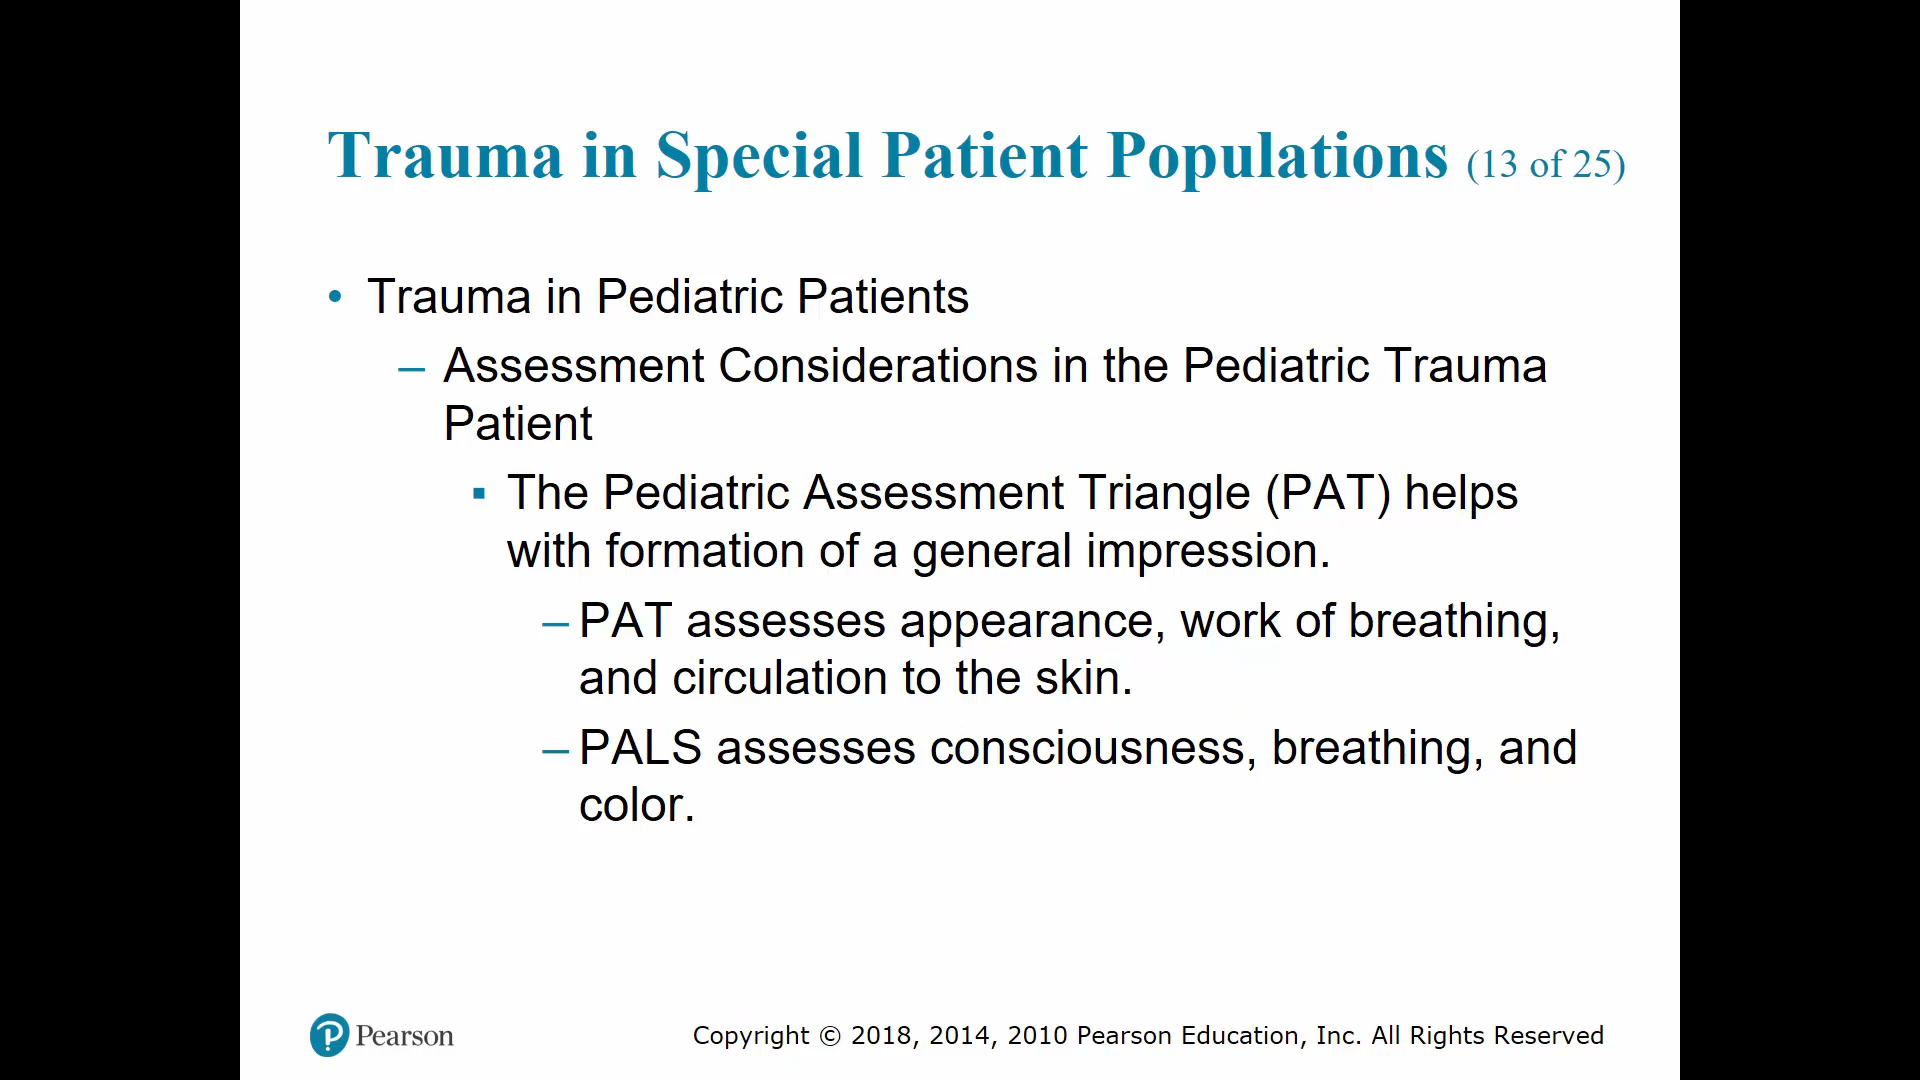 Trauma in Special Patient Populations (13 of 25)
• Trauma in Pediatric Patients
– Assessment Considerations in the Pediatric Trauma
Patient
▪ The Pediatric Assessment Triangle (PAT) helps
with formation of a general impression.
– PAT assesses appearance, work of breathing,
and circulation to the skin.
– PALS assesses consciousness, breathing, and
color.
Pearson
Copyright © 2018, 2014, 2010 Pearson Education, Inc. All Rights Reserved